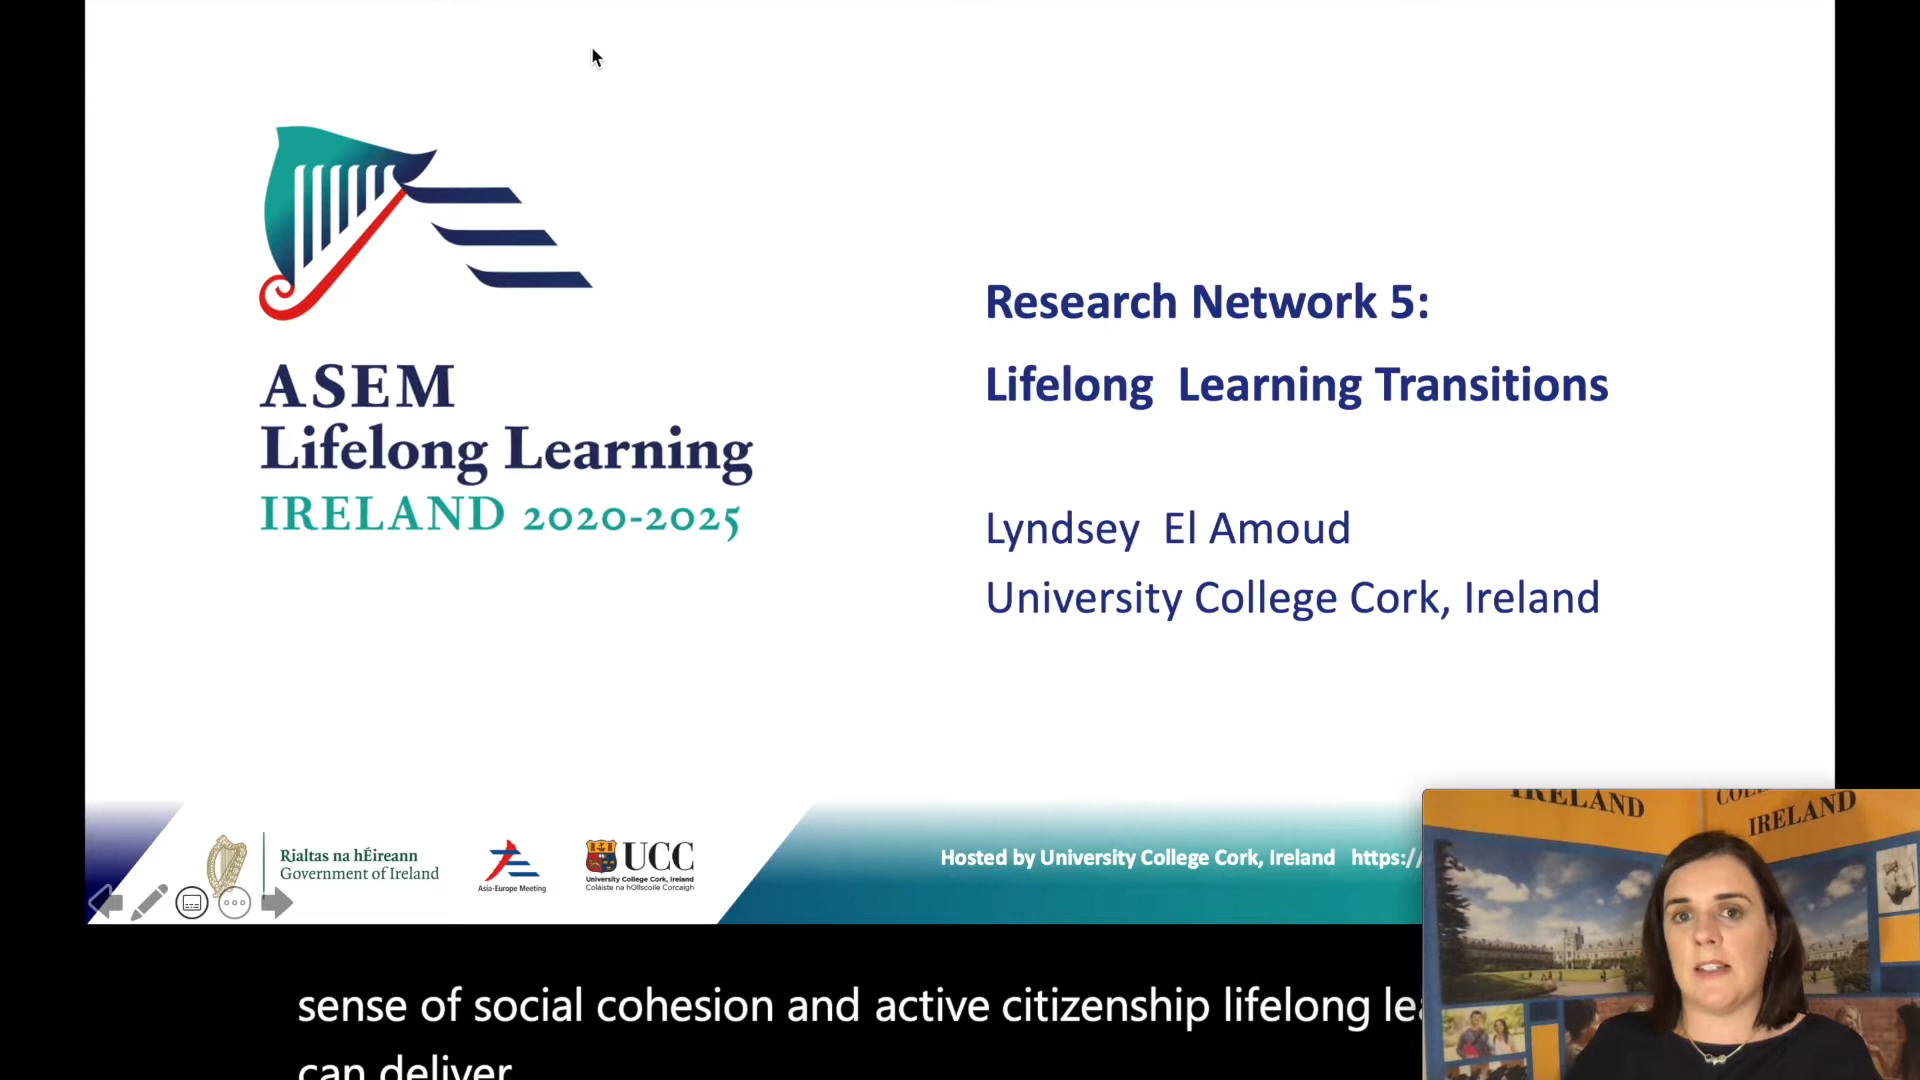 ASEM
Lifelong Learning
IRELAND 2020-2025
Research Network 5:
Lifelong Learning Transitions
Lyndsey El Amoud
University College Cork, Ireland
Rialtas na hÉireann
Government of Ireland
Asia-Europe Meeting
UCC
University College Cork, Ireland
Coláiste na hOllscoile Corcaigh
Hosted by University College Cork, Ireland https://
IRELAND
IRELAND
sense of social cohesion and active citizenship lifelong
can deliver